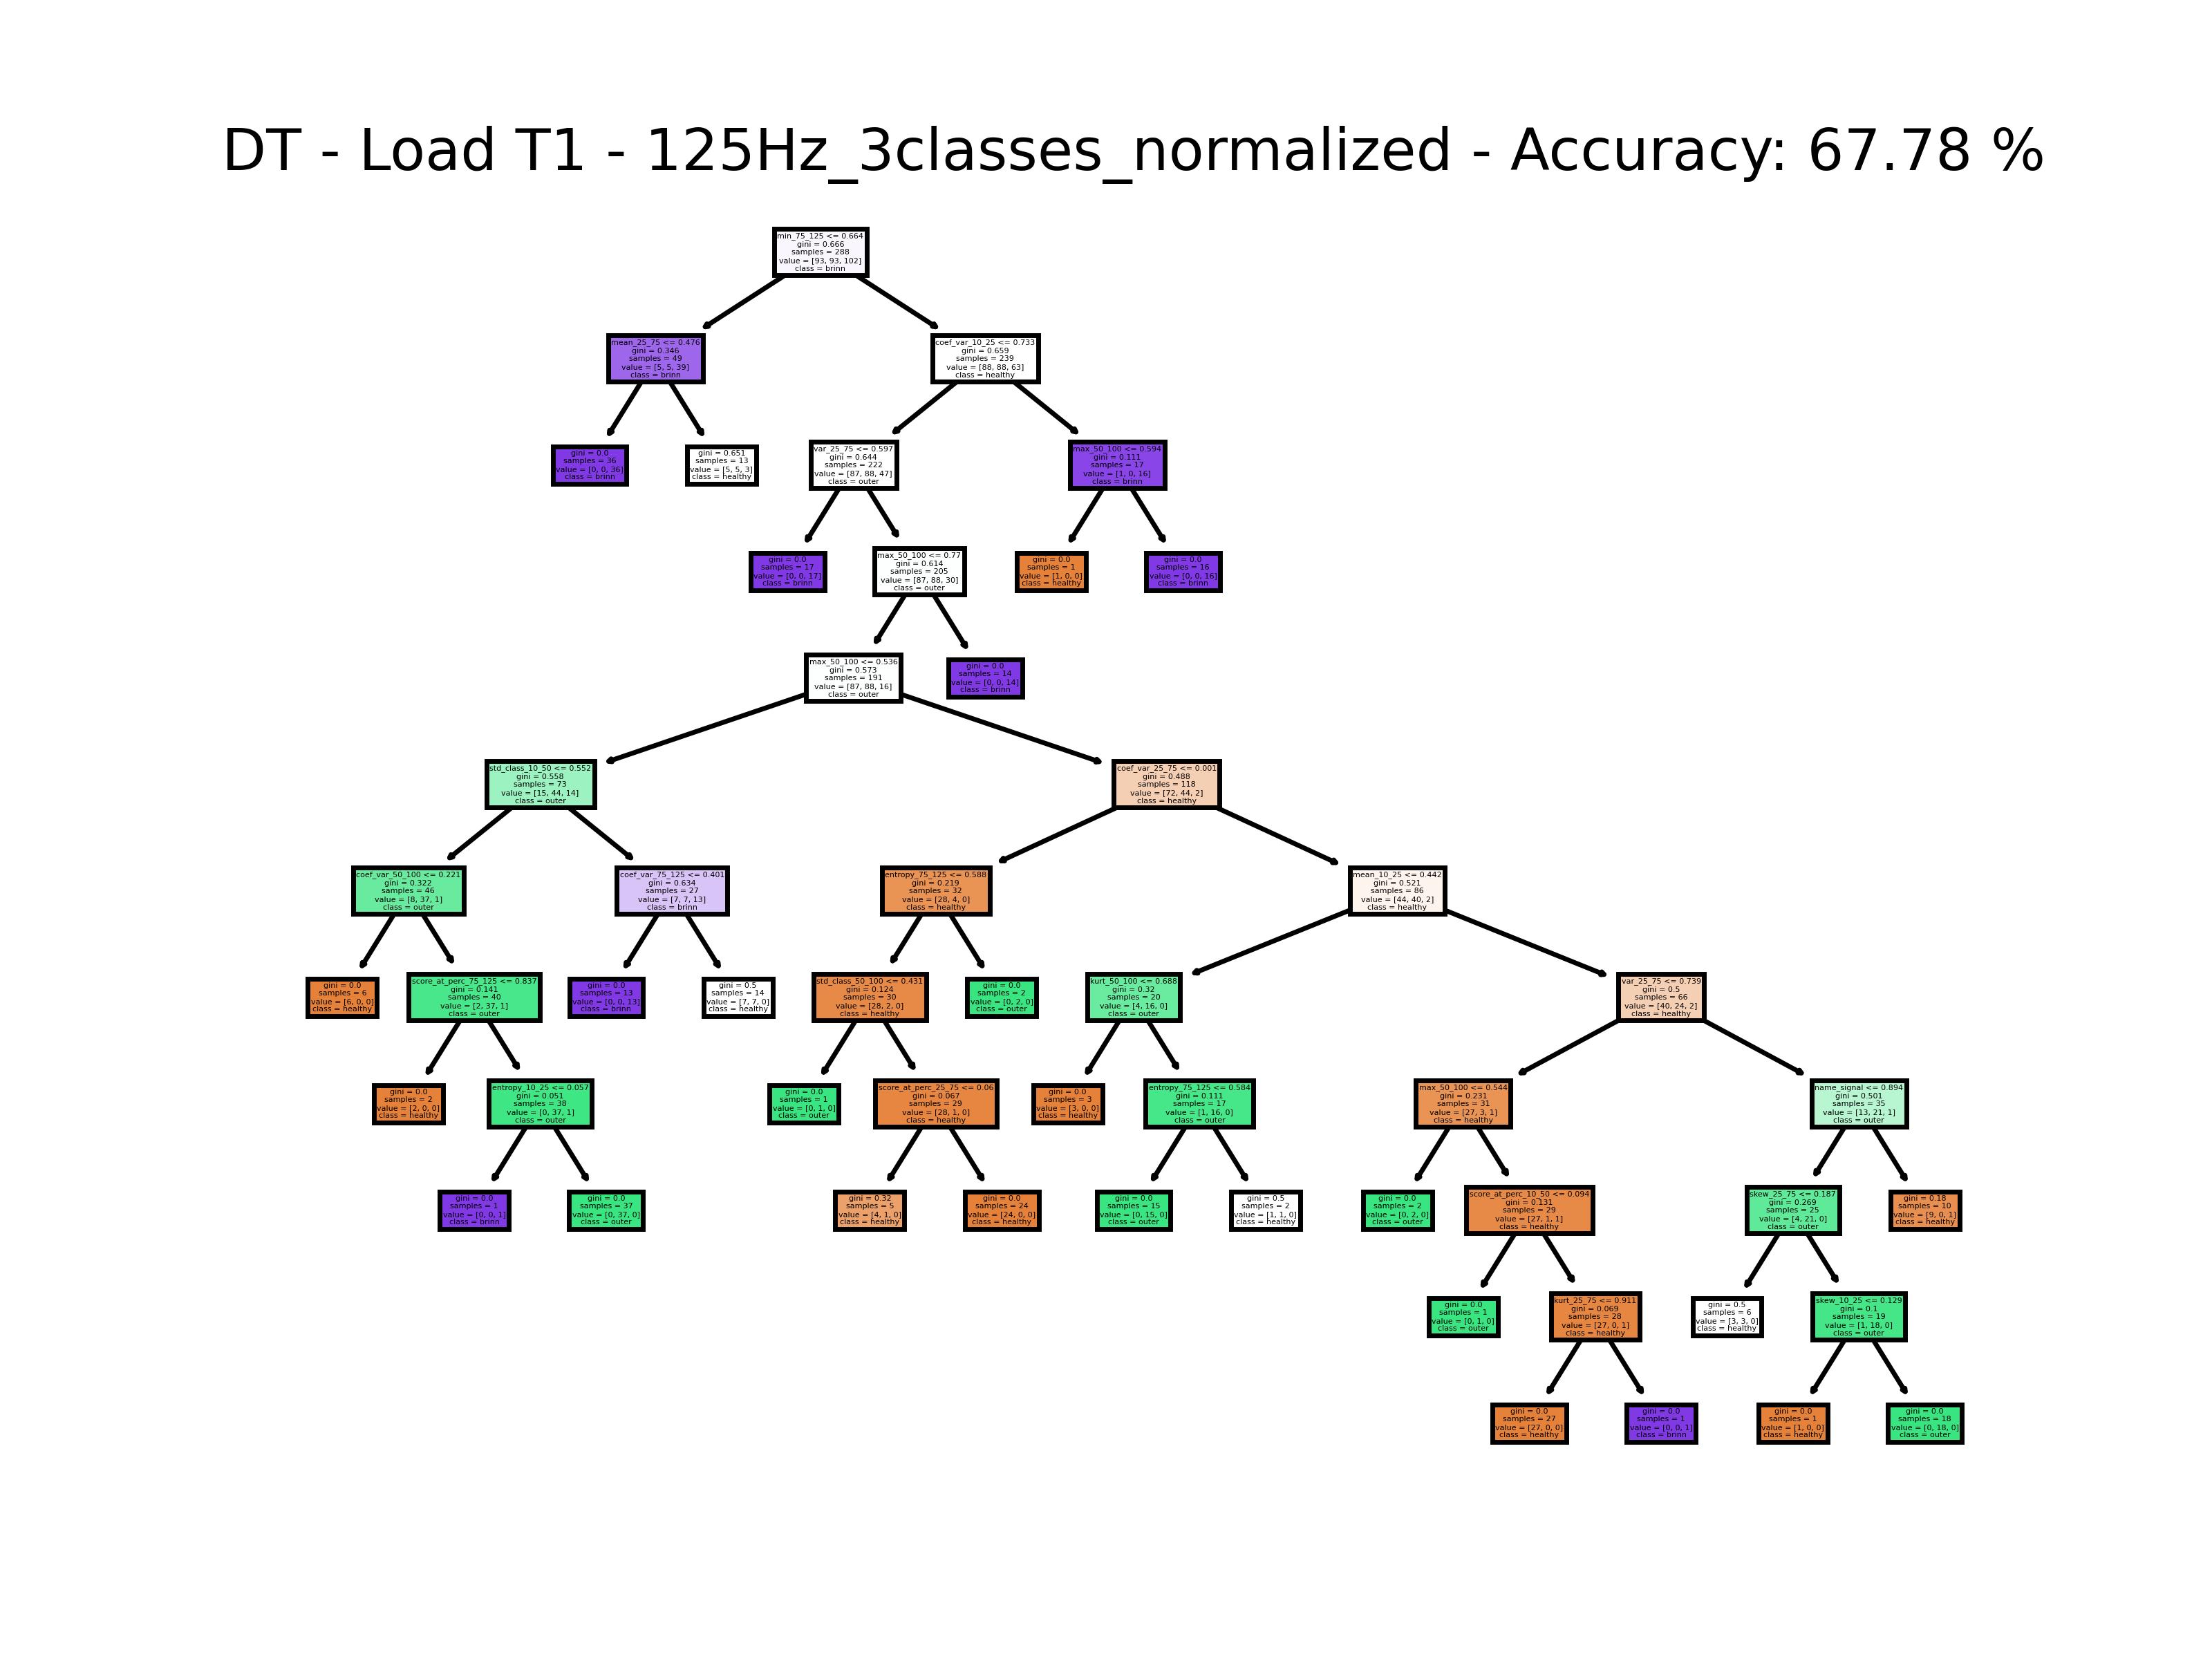 DT - Load T1 - 125Hz_3classes_normalized - Accuracy: 67.78 %
min_75_125 <= 0.664
gini = 0.666
samples = 288
value = [93, 93, 102]
class = brinn
mean_25_75 <= 0.476
gini = 0.346
samples = 49
value = [5, 5, 39]
class = brinn
coef_var_10_25 <= 0.733
gini = 0.659
samples = 239
value = [88, 88, 63]
class = healthy
gini = 0.0
samples = 36
value = [0, 0, 36]
class = brinn
gini = 0.651
samples = 13
value = [5, 5, 3]
class = healthy
var_25_75 <= 0.597
gini = 0.644
samples = 222
value = [87, 88, 47]
class = outer
max_50_100 <= 0.594
gini = 0.111
samples = 17
value = [1, 0, 16]
class = brinn
gini = 0.0
samples = 17
value = [0, 0, 17]
class = brinn
max_50_100 <= 0.77
gini = 0.614
samples = 205
value = [87, 88, 30]
class = outer
gini = 0.0
samples = 1
value = [1, 0, 0]
class = healthy
gini = 0.0
samples = 16
value = [0, 0, 16]
class = brinn
max_50_100 <= 0.536
gini = 0.573
samples = 191
value = [87, 88, 16]
class = outer
gini = 0.0
samples = 14
value = [0, 0, 14]
class = brinn
std_class_10_50 <= 0.552
gini = 0.558
samples = 73
value = [15, 44, 14]
class = outer
coef_var_25_75 <= 0.001
gini = 0.488
samples = 118
value = [72, 44, 2]
class = healthy
coef_var_50_100 <= 0.221
gini = 0.322
samples = 46
value = [8, 37, 1]
class = outer
coef_var_75_125 <= 0.401
gini = 0.634
samples = 27
value = [7, 7, 13]
class = brinn
entropy_75_125 <= 0.588
gini = 0.219
samples = 32
value = [28, 4, 0]
class = healthy
mean_10_25 <= 0.442
gini = 0.521
samples = 86
value = [44, 40, 2]
class = healthy
gini = 0.0
samples = 6
value = [6, 0, 0]
class = healthy
score_at_perc_75_125 <= 0.837
gini = 0.141
samples = 40
value = [2, 37, 1]
class = outer
gini = 0.0
samples = 13
value = [0, 0, 13]
class = brinn
gini = 0.5
samples = 14
value = [7, 7, 0]
class = healthy
std_class_50_100 <= 0.431
gini = 0.124
samples = 30
value = [28, 2, 0]
class = healthy
gini = 0.0
samples = 2
value = [0, 2, 0]
class = outer
kurt_50_100 <= 0.688
gini = 0.32
samples = 20
value = [4, 16, 0]
class = outer
var_25_75 <= 0.739
gini = 0.5
samples = 66
value = [40, 24, 2]
class = healthy
gini = 0.0
samples = 2
value = [2, 0, 0]
class = healthy
entropy_10_25 <= 0.057
gini = 0.051
samples = 38
value = [0, 37, 1]
class = outer
gini = 0.0
samples = 1
value = [0, 1, 0]
class = outer
score_at_perc_25_75 <= 0.06
gini = 0.067
samples = 29
value = [28, 1, 0]
class = healthy
gini = 0.0
samples = 3
value = [3, 0, 0]
class = healthy
entropy_75_125 <= 0.584
gini = 0.111
samples = 17
value = [1, 16, 0]
class = outer
max_50_100 <= 0.544
gini = 0.231
samples = 31
value = [27, 3, 1]
class = healthy
name_signal <= 0.894
gini = 0.501
samples = 35
value = [13, 21, 1]
class = outer
gini = 0.0
samples = 1
value = [0, 0, 1]
class = brinn
gini = 0.0
samples = 37
value = [0, 37, 0]
class = outer
gini = 0.32
samples = 5
value = [4, 1, 0]
class = healthy
gini = 0.0
samples = 24
value = [24, 0, 0]
class = healthy
gini = 0.0
samples = 15
value = [0, 15, 0]
class = outer
gini = 0.5
samples = 2
value = [1, 1, 0]
class = healthy
gini = 0.0
samples = 2
value = [0, 2, 0]
class = outer
score_at_perc_10_50 <= 0.094
gini = 0.131
samples = 29
value = [27, 1, 1]
class = healthy
skew_25_75 <= 0.187
gini = 0.269
samples = 25
value = [4, 21, 0]
class = outer
gini = 0.18
samples = 10
value = [9, 0, 1]
class = healthy
gini = 0.0
samples = 1
value = [0, 1, 0]
class = outer
kurt_25_75 <= 0.911
gini = 0.069
samples = 28
value = [27, 0, 1]
class = healthy
gini = 0.5
samples = 6
value = [3, 3, 0]
class = healthy
skew_10_25 <= 0.129
gini = 0.1
samples = 19
value = [1, 18, 0]
class = outer
gini = 0.0
samples = 27
value = [27, 0, 0]
class = healthy
gini = 0.0
samples = 1
value = [0, 0, 1]
class = brinn
gini = 0.0
samples = 1
value = [1, 0, 0]
class = healthy
gini = 0.0
samples = 18
value = [0, 18, 0]
class = outer